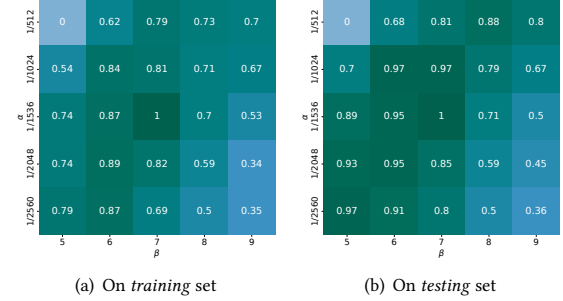 1/512 0 0.62 0.79 0.73 0.7
1/1024 0.54 0.84 0.81 0.71 0.67
α 1/1536 0.74 0.87 1 0.7 0.53
1/2048 0.74 0.89 0.82 0.59 0.34
1/2560 0.79 0.87 0.69 0.5 0.35
5 6 7 8 9
β
(a) On training set
1/512 0 0.68 0.81 0.88 0.8
1/1024 0.7 0.97 0.97 0.79 0.67
α 1/1536 0.89 0.95 1 0.71 0.5
1/2048 0.93 0.95 0.85 0.59 0.45
1/2560 0.97 0.91 0.8 0.5 0.36
5 6 7 8 9
β
(b) On testing set